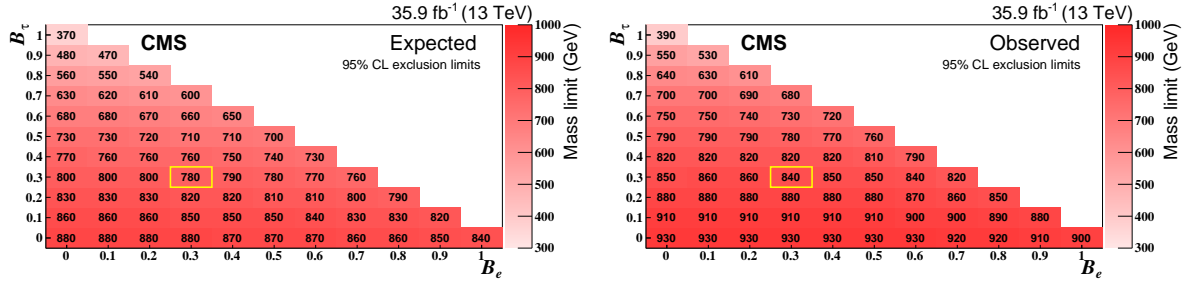 35.9 fb-1 (13 TeV)
Bτ
CMS
Expected
95% CL exclusion limits
1 370
0.9 480 470
0.8 560 550 540
0.7 630 620 610 600
0.6 680 680 670 660 650
0.5 730 730 720 710 710 700
0.4 770 760 760 760 750 740 730
0.3 800 800 800 780 790 780 770 760
0.2 830 830 830 820 820 810 810 800 790
0.1 860 860 860 850 850 850 840 830 830 820
0 880 880 880 880 870 870 870 860 860 850 840
0 0.1 0.2 0.3 0.4 0.5 0.6 0.7 0.8 0.9 1
Be
1000
900
800
700
600
500
400
300
Mass limit (GeV)
35.9 fb-1 (13 TeV)
Bτ
CMS
Observed
95% CL exclusion limits
1 390
0.9 550 530
0.8 640 630 610
0.7 700 700 690 680
0.6 750 750 740 730 720
0.5 790 790 790 780 770 760
0.4 820 820 820 820 820 810 790
0.3 850 860 860 840 850 850 840 820
0.2 880 880 880 880 880 880 870 860 850
0.1 910 910 910 910 910 900 900 890 880
0 930 930 930 930 930 930 930 920 920 910 900
0 0.1 0.2 0.3 0.4 0.5 0.6 0.7 0.8 0.9 1
Be
1000
900
800
700
600
500
400
300
Mass limit (GeV)